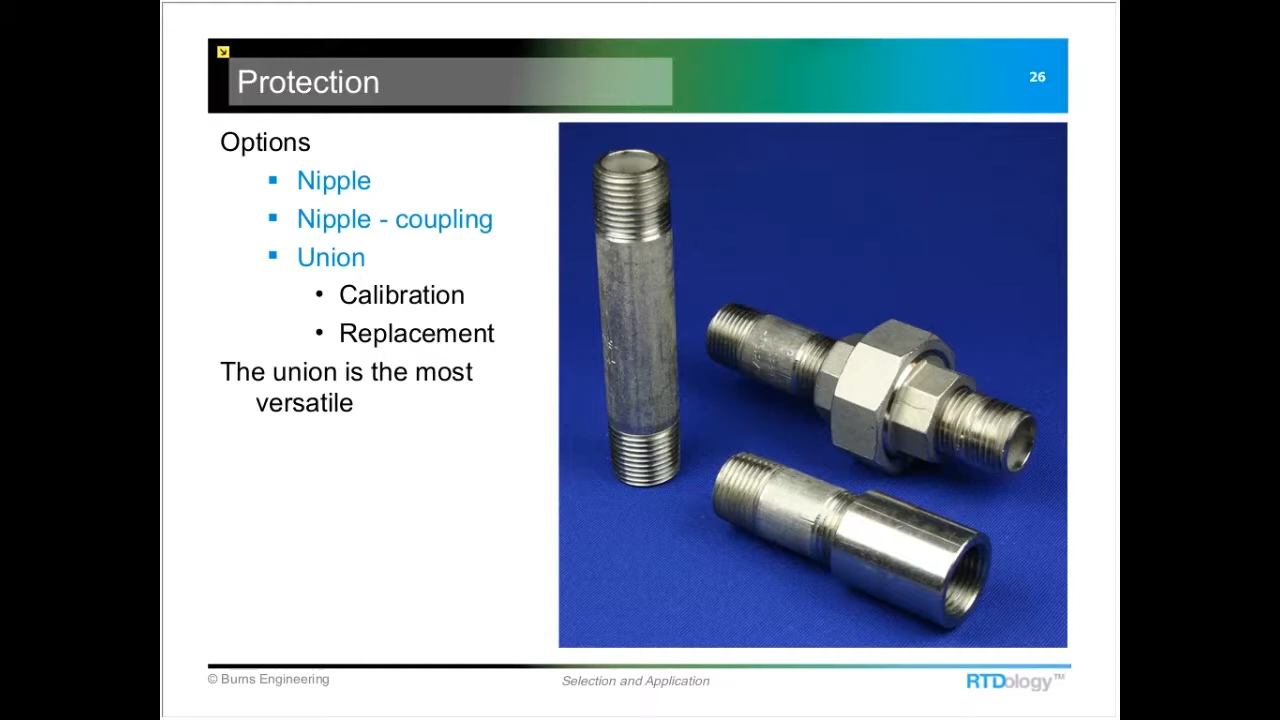 Protection
26
Options
Nipple
Nipple - coupling
Union
Calibration
Replacement
The union is the most
versatile
© Burns Engineering
Selection and Application
RTDology™